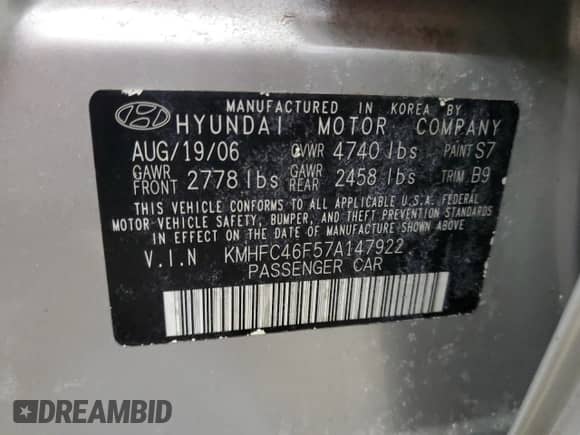 MANUFACTURED IN KOREA BY
HYUNDAI MOTOR COMPANY
AUG/19/06 GVWR 4740 lbs PAINT S7
GAWR FRONT 2778 lbs GAWR REAR 2458 lbs TRIM B9
THIS VEHICLE CONFORMS TO ALL APPLICABLE U.S. FEDERAL
MOTOR VEHICLE SAFETY, BUMPER, AND THEFT PREVENTION STANDARDS
IN EFFECT ON THE DATE OF MANUFACTURE SHOWN ABOVE
V.I.N KMHFC46F57A147922
PASSENGER CAR
DREAMBID